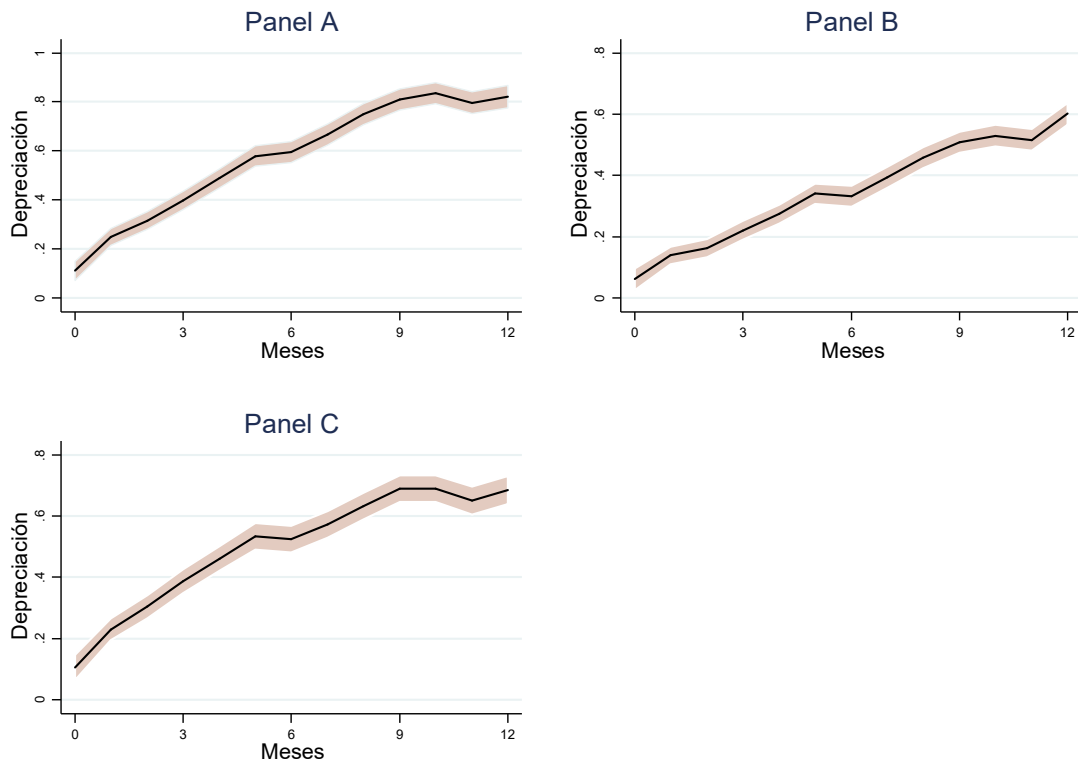 Panel A
Depreciación
1
.8
.6
.4
.2
0
0 3 6 9 12
Meses
Panel B
Depreciación
.8
.6
.4
.2
0
0 3 6 9 12
Meses
Panel C
Depreciación
.8
.6
.4
.2
0
0 3 6 9 12
Meses